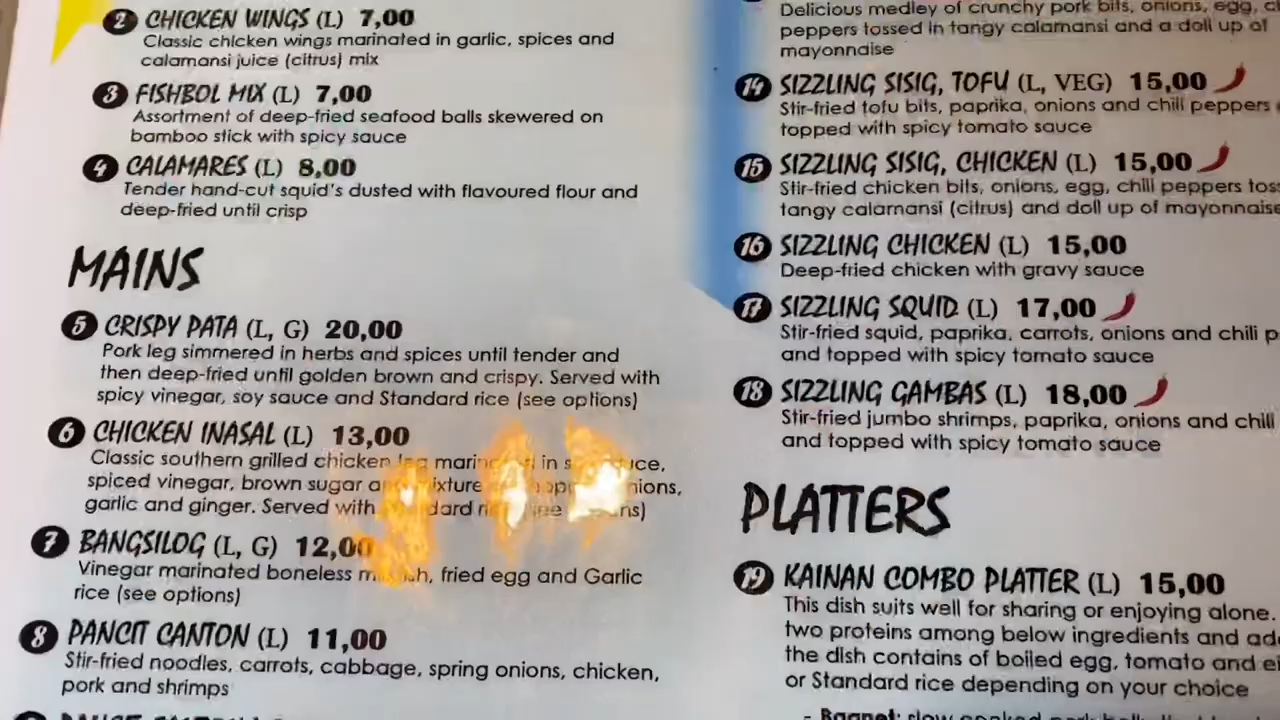 2 CHICKEN WINGS (L) 7,00
Classic chicken wings marinated in garlic, spices and
calamansi juice (citrus) mix
3 FISHBOL MIX (L) 7,00
Assortment of deep-fried seafood balls skewered on
bamboo stick with spicy sauce
4 CALAMARES (L) 8,00
Tender hand-cut squid's dusted with flavoured flour and
deep-fried until crisp
MAINS
5 CRISPY PATA (L, G) 20,00
Pork leg simmered in herbs and spices until tender and
then deep-fried until golden brown and crispy. Served with
spicy vinegar, soy sauce and Standard rice (see options)
6 CHICKEN INASAL (L) 13,00
Classic southern grilled chicken leg in
spiced vinegar, brown sugar
garlic and ginger. Served with
7 BANGSILOG (L, G) 12,00
Vinegar marinated boneless fried egg and Garlic
rice (see options)
8 PANCIT CANTON (L) 11,00
Stir-fried noodles, carrots, cabbage, spring onions, chicken,
pork and shrimps
Delicious medley of crunchy pork bits, onions, egg,
peppers tossed in tangy calamansi and a doll up of
mayonnaise
14 SIZZLING SISIG, TOFU (L, VEG) 15,00
Stir-fried tofu bits, paprika, onions and chili peppers
topped with spicy tomato sauce
15 SIZZLING SISIG, CHICKEN (L) 15,00
Stir-fried chicken bits, onions, egg, chili peppers
tangy calamansi (citrus) and doll up of mayonnaise
16 SIZZLING CHICKEN (L) 15,00
Deep-fried chicken with gravy sauce
17 SIZZLING SQUID (L) 17,00
Stir-fried squid, paprika, carrots, onions and chili
and topped with spicy tomato sauce
18 SIZZLING GAMBAS (L) 18,00
Stir-fried jumbo shrimps, paprika, onions and chili
and topped with spicy tomato sauce
PLATTERS
19 KAINAN COMBO PLATTER (L) 15,00
This dish suits well for sharing or enjoying alone.
two proteins among below ingredients and
the dish contains of boiled egg, tomato and
or Standard rice depending on your choice